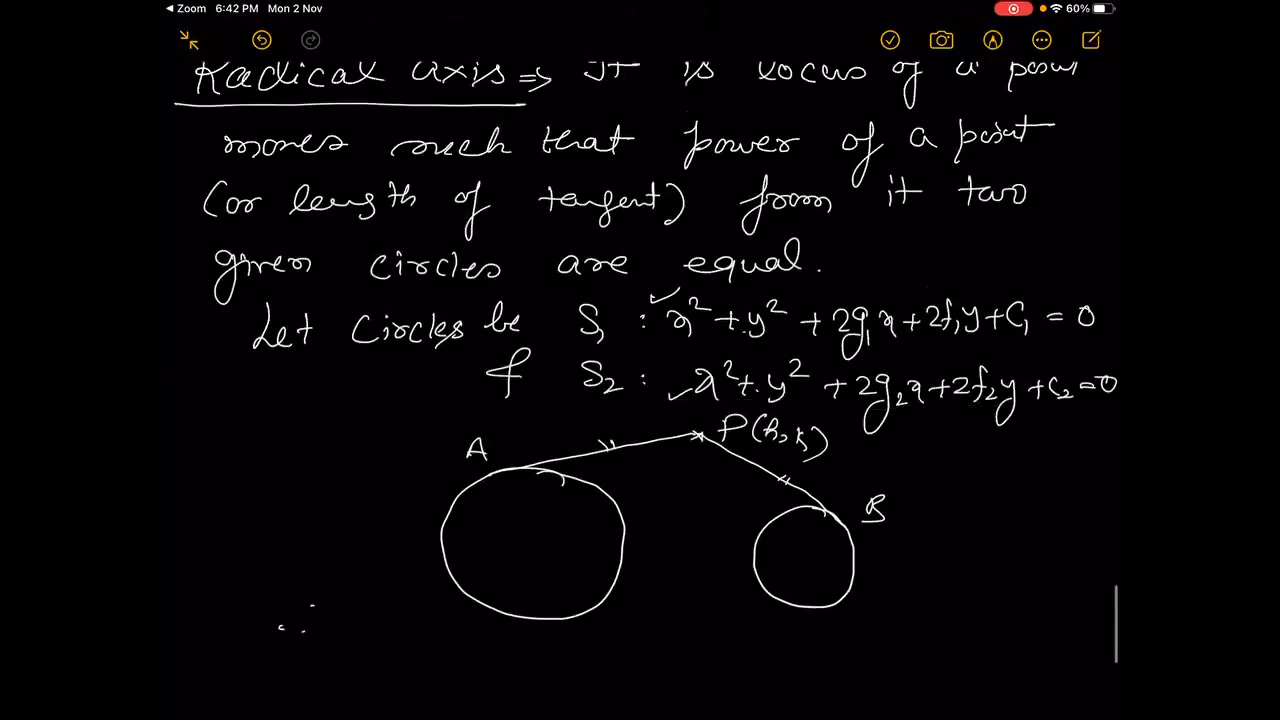 Zoom 6:42 PM Mon 2 Nov 60%
Radical axis => It is locus of a point
moves such that power of a point
(or length of tangent) from it two
given circles are equal.
Let Circles be S₁ : x² + y² + 2g₁x + 2f₁y + C₁ = 0
& S₂ : x² + y² + 2g₂x + 2f₂y + C₂ = 0
P(h, k)
A
B
∴